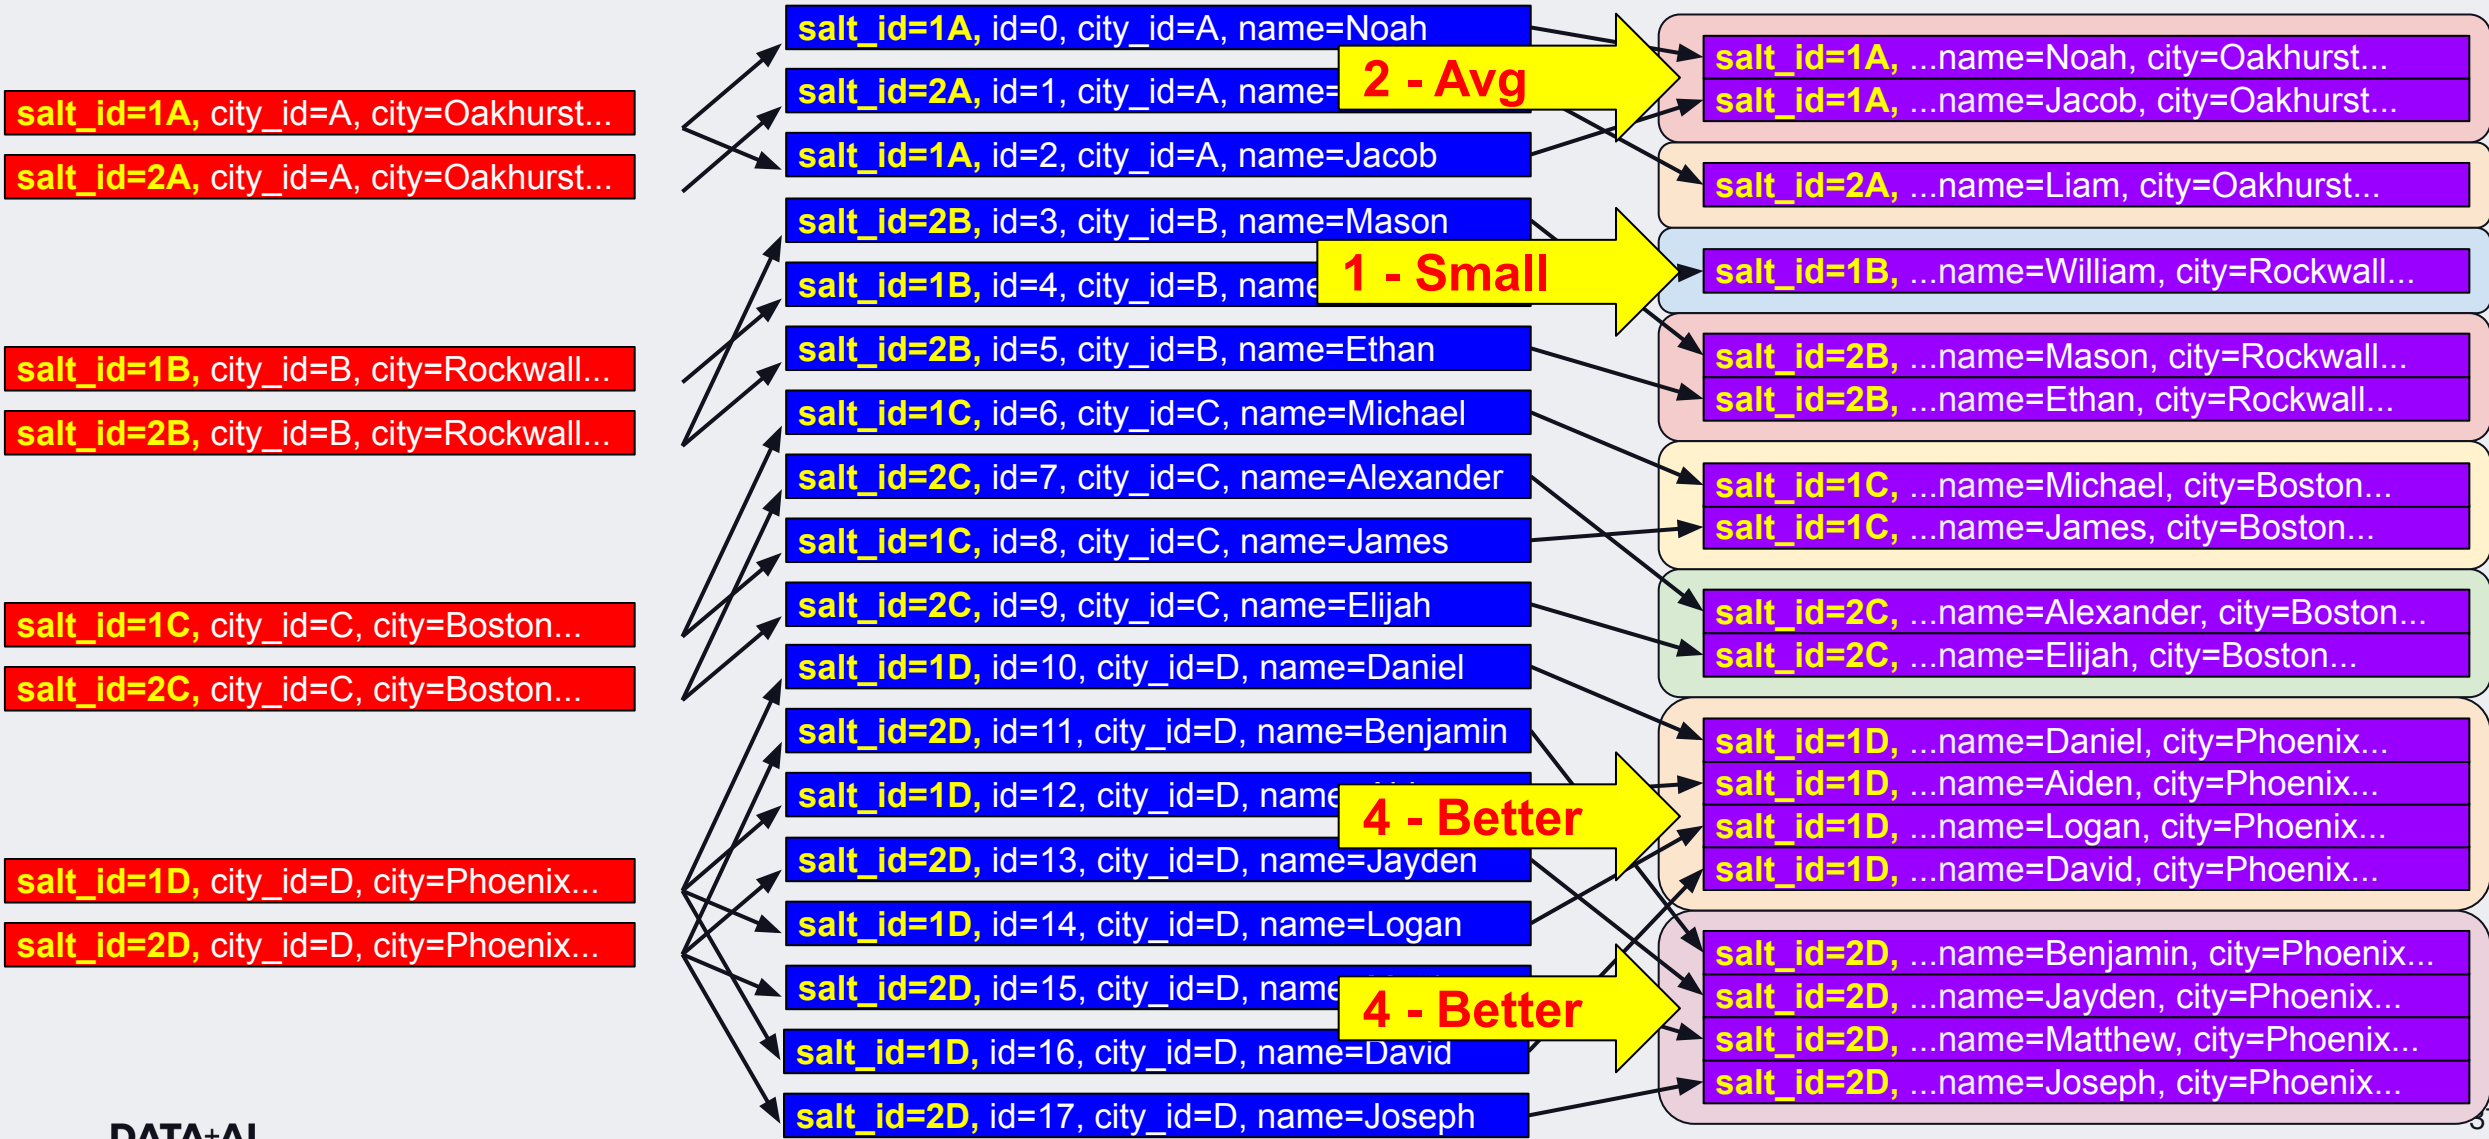 salt_id=1A, city_id=A, city=Oakhurst...
salt_id=2A, city_id=A, city=Oakhurst...
salt_id=1B, city_id=B, city=Rockwall...
salt_id=2B, city_id=B, city=Rockwall...
salt_id=1C, city_id=C, city=Boston...
salt_id=2C, city_id=C, city=Boston...
salt_id=1D, city_id=D, city=Phoenix...
salt_id=2D, city_id=D, city=Phoenix...
salt_id=1A, id=0, city_id=A, name=Noah
salt_id=2A, id=1, city_id=A, name=
salt_id=1A, id=2, city_id=A, name=Jacob
salt_id=2B, id=3, city_id=B, name=Mason
salt_id=1B, id=4, city_id=B, name
salt_id=2B, id=5, city_id=B, name=Ethan
salt_id=1C, id=6, city_id=C, name=Michael
salt_id=2C, id=7, city_id=C, name=Alexander
salt_id=1C, id=8, city_id=C, name=James
salt_id=2C, id=9, city_id=C, name=Elijah
salt_id=1D, id=10, city_id=D, name=Daniel
salt_id=2D, id=11, city_id=D, name=Benjamin
salt_id=1D, id=12, city_id=D, name
salt_id=2D, id=13, city_id=D, name=Jayden
salt_id=1D, id=14, city_id=D, name=Logan
salt_id=2D, id=15, city_id=D, name
salt_id=1D, id=16, city_id=D, name=David
salt_id=2D, id=17, city_id=D, name=Joseph
2 - Avg
1 - Small
4 - Better
4 - Better
salt_id=1A, ...name=Noah, city=Oakhurst...
salt_id=1A, ...name=Jacob, city=Oakhurst...
salt_id=2A, ...name=Liam, city=Oakhurst...
salt_id=1B, ...name=William, city=Rockwall...
salt_id=2B, ...name=Mason, city=Rockwall...
salt_id=2B, ...name=Ethan, city=Rockwall...
salt_id=1C, ...name=Michael, city=Boston...
salt_id=1C, ...name=James, city=Boston...
salt_id=2C, ...name=Alexander, city=Boston...
salt_id=2C, ...name=Elijah, city=Boston...
salt_id=1D, ...name=Daniel, city=Phoenix...
salt_id=1D, ...name=Aiden, city=Phoenix...
salt_id=1D, ...name=Logan, city=Phoenix...
salt_id=1D, ...name=David, city=Phoenix...
salt_id=2D, ...name=Benjamin, city=Phoenix...
salt_id=2D, ...name=Jayden, city=Phoenix...
salt_id=2D, ...name=Matthew, city=Phoenix...
salt_id=2D, ...name=Joseph, city=Phoenix...
DATA+AI